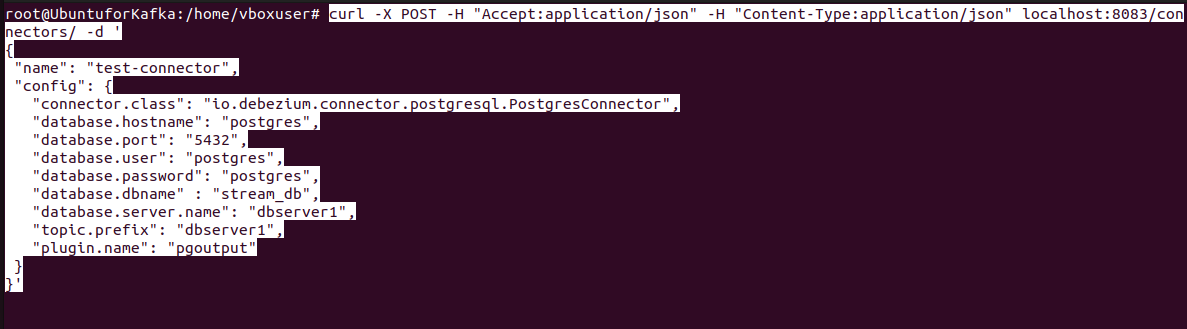 root@UbuntuforKafka:/home/vboxuser# curl -X POST -H "Accept:application/json" -H "Content-Type:application/json" localhost:8083/con
nectors/ -d '
{
 "name": "test-connector",
 "config": {
   "connector.class": "io.debezium.connector.postgresql.PostgresConnector",
   "database.hostname": "postgres",
   "database.port": "5432",
   "database.user": "postgres",
   "database.password": "postgres",
   "database.dbname" : "stream_db",
   "database.server.name": "dbserver1",
   "topic.prefix": "dbserver1",
   "plugin.name": "pgoutput"
 }
}'